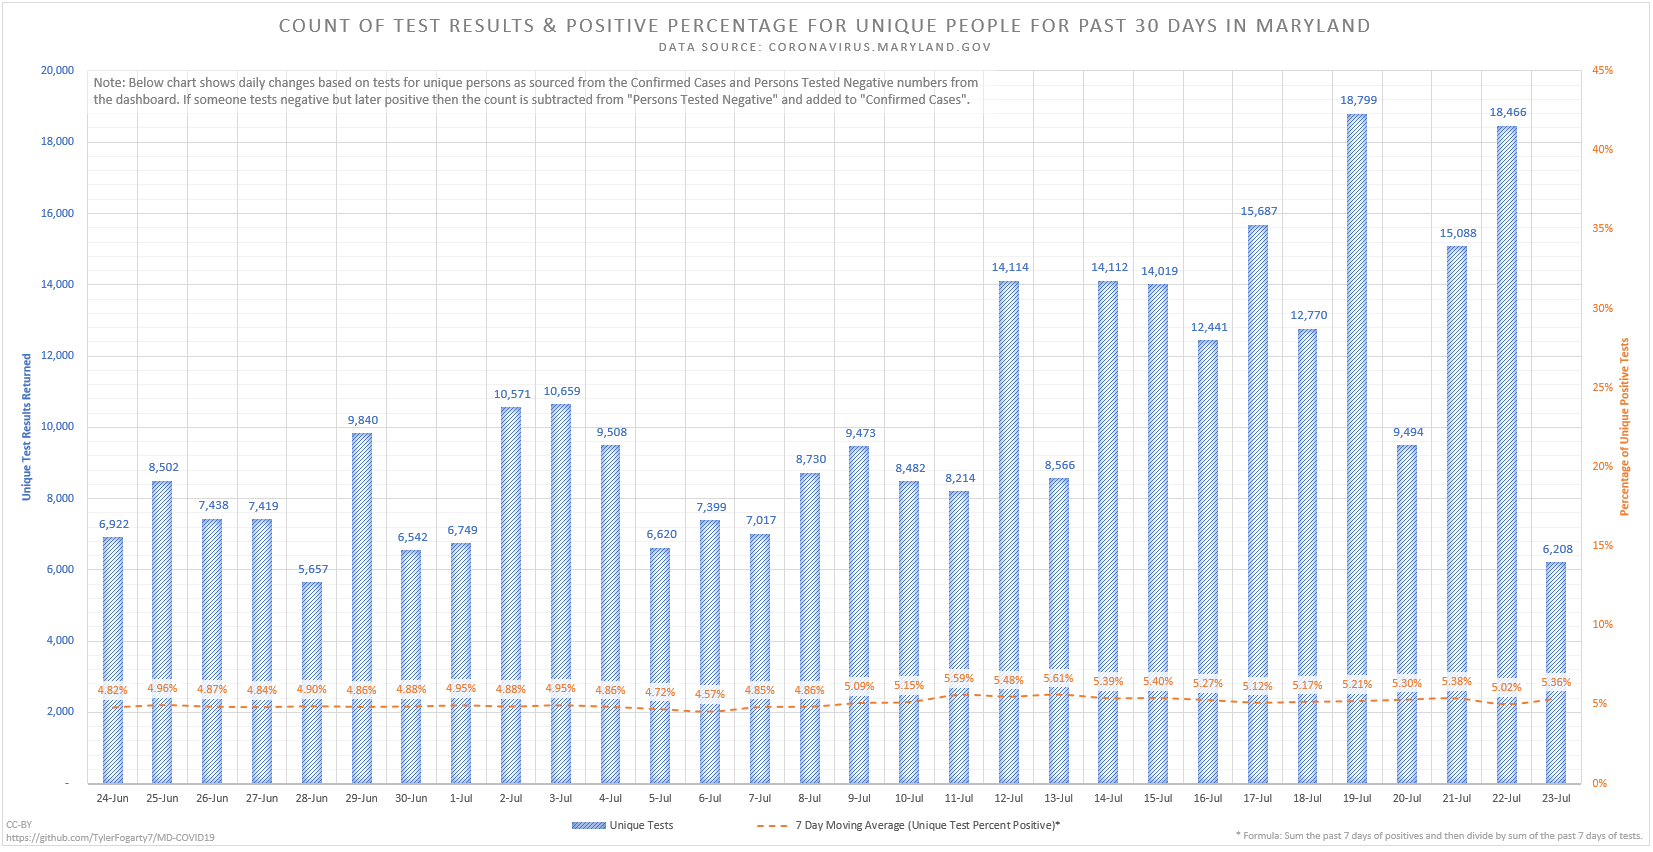 COUNT OF TEST RESULTS & POSITIVE PERCENTAGE FOR UNIQUE PEOPLE FOR PAST 30 DAYS IN MARYLAND
DATA SOURCE: CORONAVIRUS.MARYLAND.GOV
Note: Below chart shows daily changes based on tests for unique persons as sourced from the Confirmed Cases and Persons Tested Negative numbers from
the dashboard. If someone tests negative but later positive then the count is subtracted from "Persons Tested Negative" and added to "Confirmed Cases".
Unique Test Results Returned
20,000
18,000
16,000
14,000
12,000
10,000
8,000
6,000
4,000
2,000
-
6,922
8,502
7,438
7,419
5,657
9,840
6,542
6,749
10,571
10,659
9,508
6,620
7,399
7,017
8,730
9,473
8,482
8,214
14,114
8,566
14,112
14,019
12,441
15,687
12,770
18,799
9,494
15,088
18,466
6,208
4.82%
4.96%
4.87%
4.84%
4.90%
4.86%
4.88%
4.95%
4.88%
4.95%
4.86%
4.72%
4.57%
4.85%
4.86%
5.09%
5.15%
5.59%
5.48%
5.61%
5.39%
5.40%
5.27%
5.12%
5.17%
5.21%
5.30%
5.38%
5.02%
5.36%
45%
40%
35%
30%
25%
20%
15%
10%
5%
0%
Percentage of Unique Positive Tests
24-Jun
25-Jun
26-Jun
27-Jun
28-Jun
29-Jun
30-Jun
1-Jul
2-Jul
3-Jul
4-Jul
5-Jul
6-Jul
7-Jul
8-Jul
9-Jul
10-Jul
11-Jul
12-Jul
13-Jul
14-Jul
15-Jul
16-Jul
17-Jul
18-Jul
19-Jul
20-Jul
21-Jul
22-Jul
23-Jul
Unique Tests
7 Day Moving Average (Unique Test Percent Positive)*
CC-BY
https://github.com/TylerFogarty7/MD-COVID19
* Formula: Sum the past 7 days of positives and then divide by sum of the past 7 days of tests.